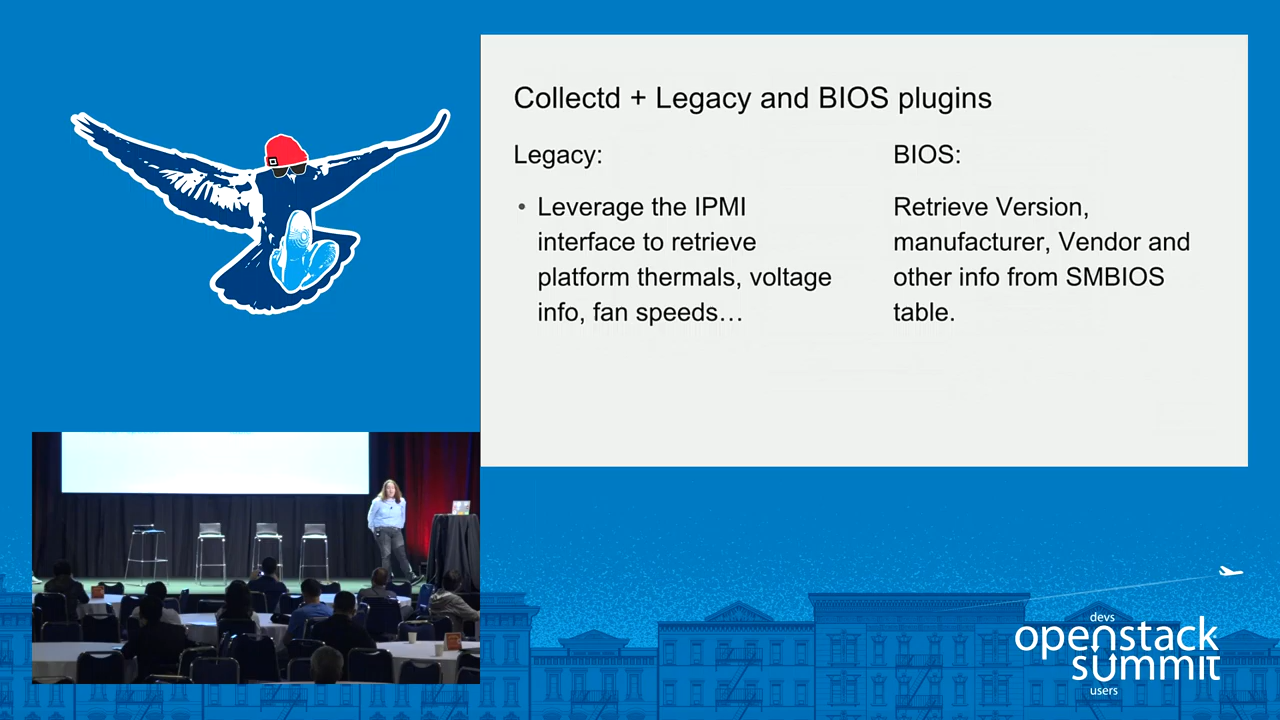 Collectd + Legacy and BIOS plugins
Legacy:
• Leverage the IPMI
interface to retrieve
platform thermals, voltage
info, fan speeds…
BIOS:
Retrieve Version,
manufacturer, Vendor and
other info from SMBIOS
table.
devs
openstack
summit
users